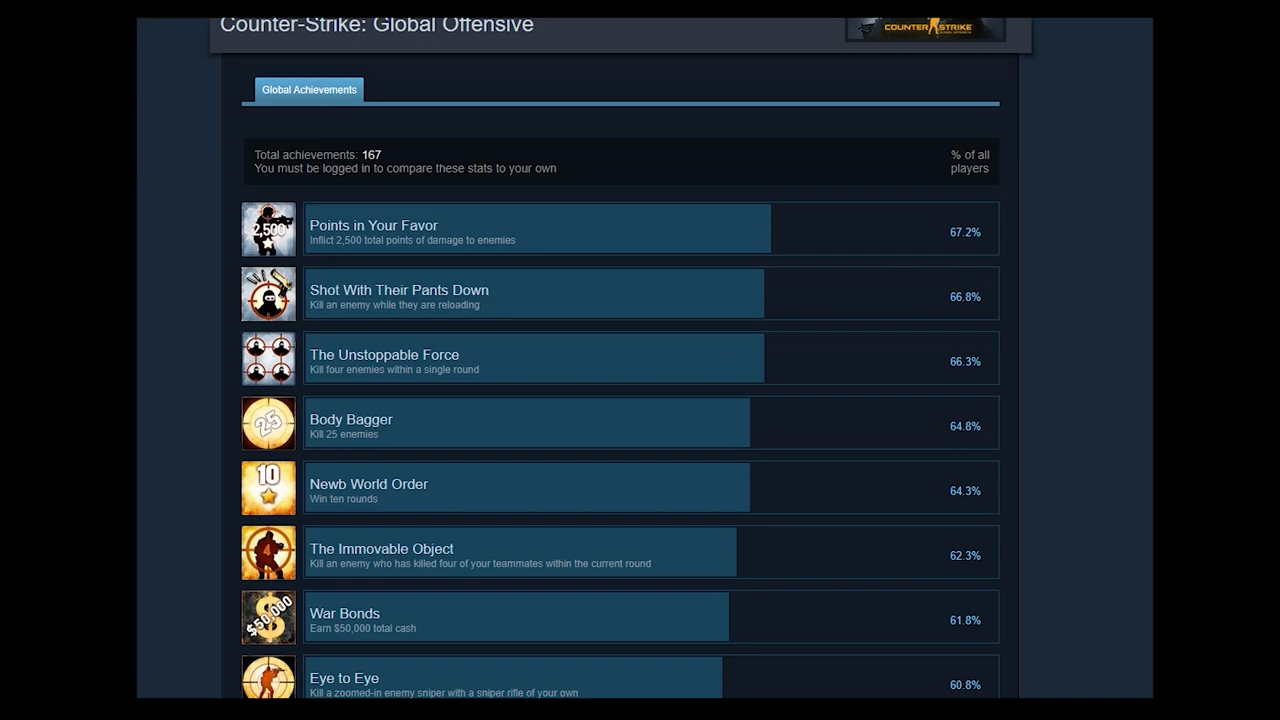 Counter-Strike: Global Offensive
COUNTER STRIKE
Global Achievements
Total achievements: 167
You must be logged in to compare these stats to your own
% of all
players
2,500
Points in Your Favor
Inflict 2,500 total points of damage to enemies
67.2%
Shot With Their Pants Down
Kill an enemy while they are reloading
66.8%
The Unstoppable Force
Kill four enemies within a single round
66.3%
25
Body Bagger
Kill 25 enemies
64.8%
10
Newb World Order
Win ten rounds
64.3%
4
The Immovable Object
Kill an enemy who has killed four of your teammates within the current round
62.3%
$50,000
War Bonds
Earn $50,000 total cash
61.8%
Eye to Eye
Kill a zoomed-in enemy sniper with a sniper rifle of your own
60.8%